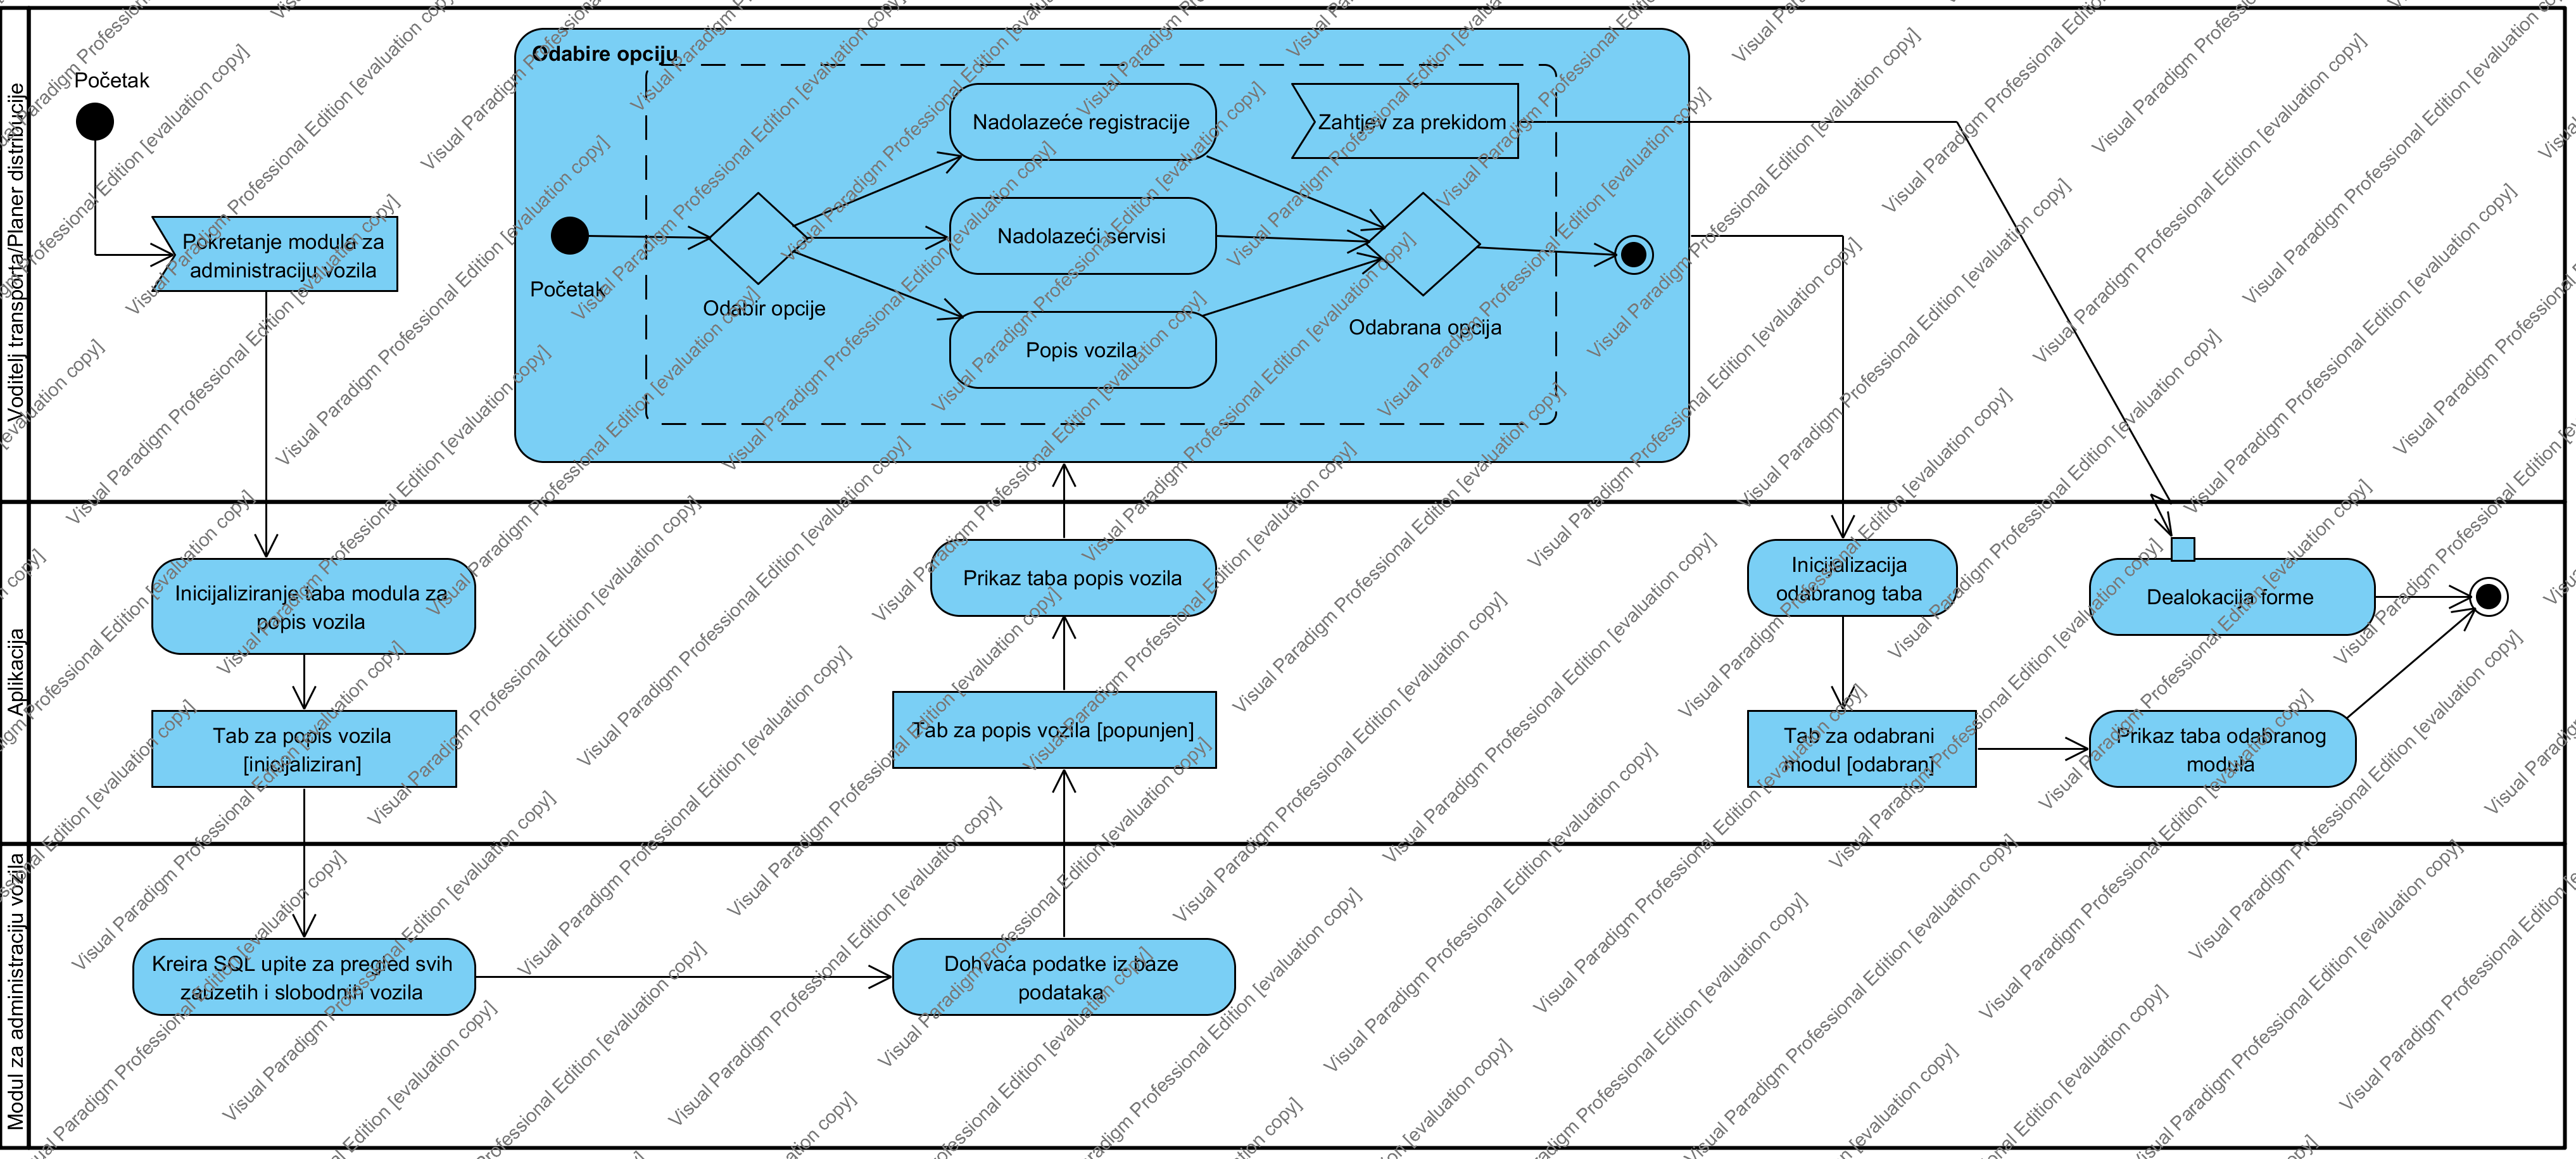 Voditelj transporta/Planer distribucije
Početak
Pokretanje modula za
administraciju vozila
Odabire opciju
Početak
Odabir opcije
Nadolazeće registracije
Nadolazeći servisi
Popis vozila
Zahtjev za prekidom
Odabrana opcija
Aplikacija
Inicijaliziranje taba modula za
popis vozila
Tab za popis vozila
[inicijaliziran]
Prikaz taba popis vozila
Tab za popis vozila [popunjen]
Inicijalizacija
odabranog taba
Tab za odabrani
modul [odabran]
Dealokacija forme
Prikaz taba odabranog
modula
Modul za administraciju vozila
Kreira SQL upite za pregled svih
zauzetih i slobodnih vozila
Dohvaća podatke iz baze
podataka
Visual Paradigm Professional Edition [evaluation copy]